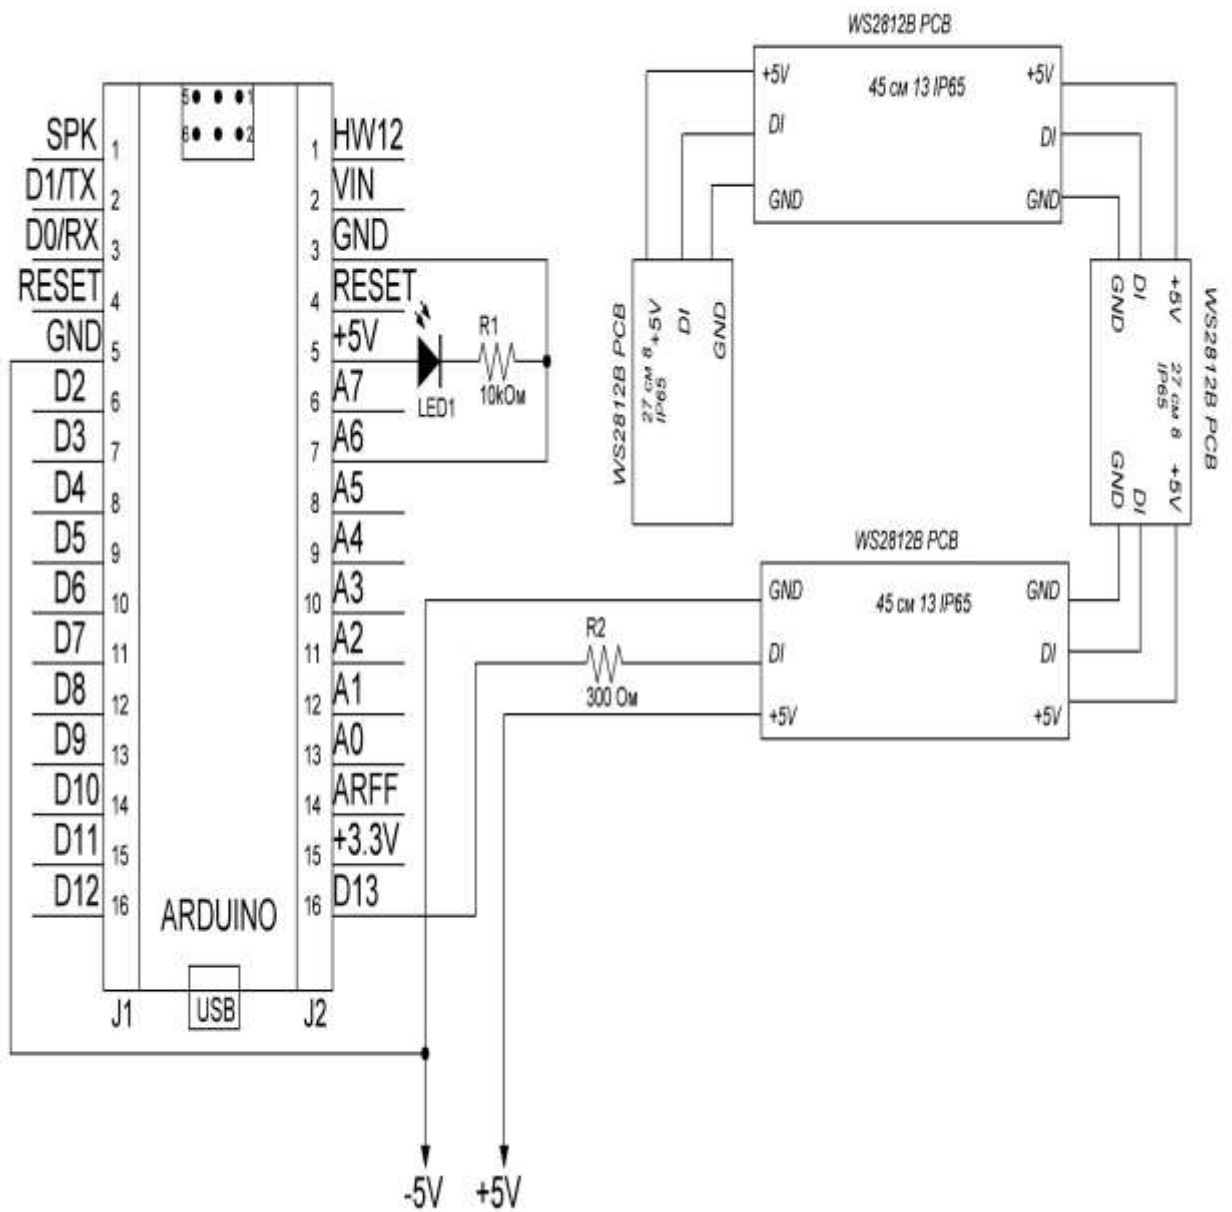 WS2812B PCB
+5V
DI
GND
45 см 13 IP65
+5V
DI
GND
5 1
6 2
SPK 1
D1/TX 2
D0/RX 3
RESET 4
GND 5
D2 6
D3 7
D4 8
D5 9
D6 10
D7 11
D8 12
D9 13
D10 14
D11 15
D12 16
1 HW12
2 VIN
3 GND
4 RESET
5 +5V
6 A7
7 A6
8 A5
9 A4
10 A3
11 A2
12 A1
13 A0
14 ARFF
15 +3.3V
16 D13
ARDUINO
J1
USB
J2
LED1
R1
10kОм
WS2812B PCB
+5V
DI
GND
27 см 8
IP65
GND
DI
+5V
27 см 8
IP65
GND
DI
+5V
WS2812B PCB
WS2812B PCB
GND
DI
+5V
45 см 13 IP65
GND
DI
+5V
R2
300 Ом
-5V
+5V